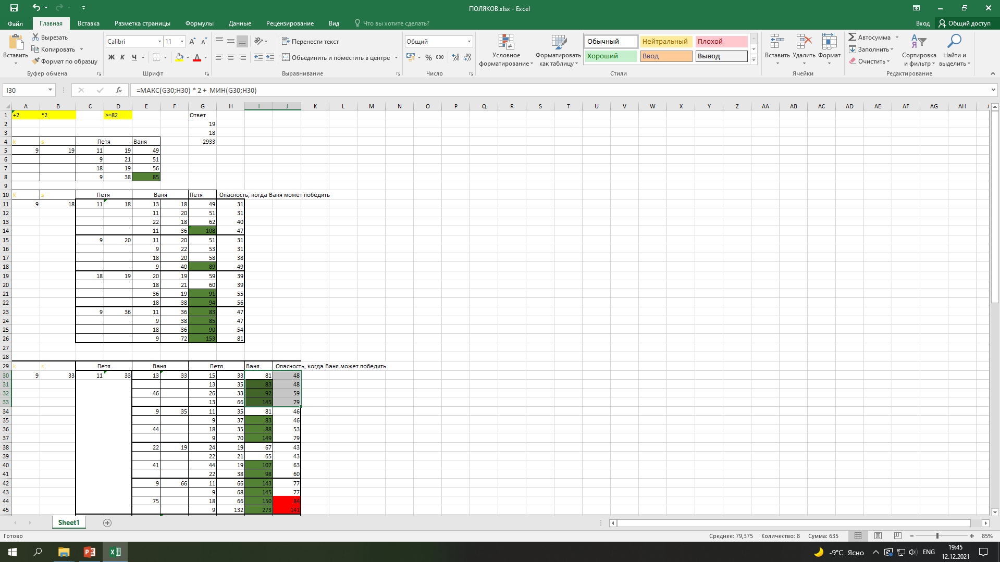 ПОЛЯКОВ.xlsx - Excel
Файл Главная Вставка Разметка страницы Формулы Данные Рецензирование Вид Что вы хотите сделать? Вход Общий доступ
Вставить
Вырезать
Копировать
Формат по образцу
Буфер обмена
Calibri 11
Ж К Ч
Шрифт
Перенести текст
Объединить и поместить в центре
Выравнивание
Общий
% 000
Число
Условное форматирование
Форматировать как таблицу
Обычный Нейтральный Плохой
Хороший Ввод Вывод
Стили
Вставить Удалить Формат
Ячейки
Автосумма
Заполнить
Очистить
Сортировка и фильтр
Найти и выделить
Редактирование
I30 fx =МАКС(G30;H30) * 2 + МИН(G30;H30)
A B C D E F G H I J K L M N O P Q R S T U V W X Y Z AA AB AC AD AE AF AG AH
1 +2 *2 >=82 Ответ
2 19
3 18
4 k s Петя Ваня 2933
5 9 19 11 19 49
6 9 21 51
7 18 19 56
8 9 38 85
9
10 k s Петя Ваня Петя Опасность, когда Ваня может победить
11 9 18 11 18 13 18 49 31
12 11 20 51 31
13 22 18 62 40
14 11 36 108 47
15 9 20 11 20 51 31
16 9 22 53 31
17 18 20 58 38
18 9 40 89 49
19 18 19 20 19 59 39
20 18 21 60 39
21 36 19 91 55
22 18 38 94 56
23 9 36 11 36 83 47
24 9 38 85 47
25 18 36 90 54
26 9 72 153 81
27
28
29 k s Петя Ваня Петя Ваня Опасность, когда Ваня может победить
30 9 33 11 33 13 33 15 33 81 48
31 13 35 83 48
32 46 26 33 92 59
33 13 66 145 79
34 9 35 11 35 81 46
35 9 37 83 46
36 44 18 35 88 53
37 9 70 149 79
38 22 19 24 19 67 43
39 22 21 65 43
40 41 44 19 107 63
41 22 38 98 60
42 9 66 11 66 143 77
43 9 68 145 77
44 75 18 66 150 84
45 9 132 273 141
Sheet1
Готово Среднее: 79,375 Количество: 8 Сумма: 635 85%
-9°C Ясно ENG 19:45
12.12.2021